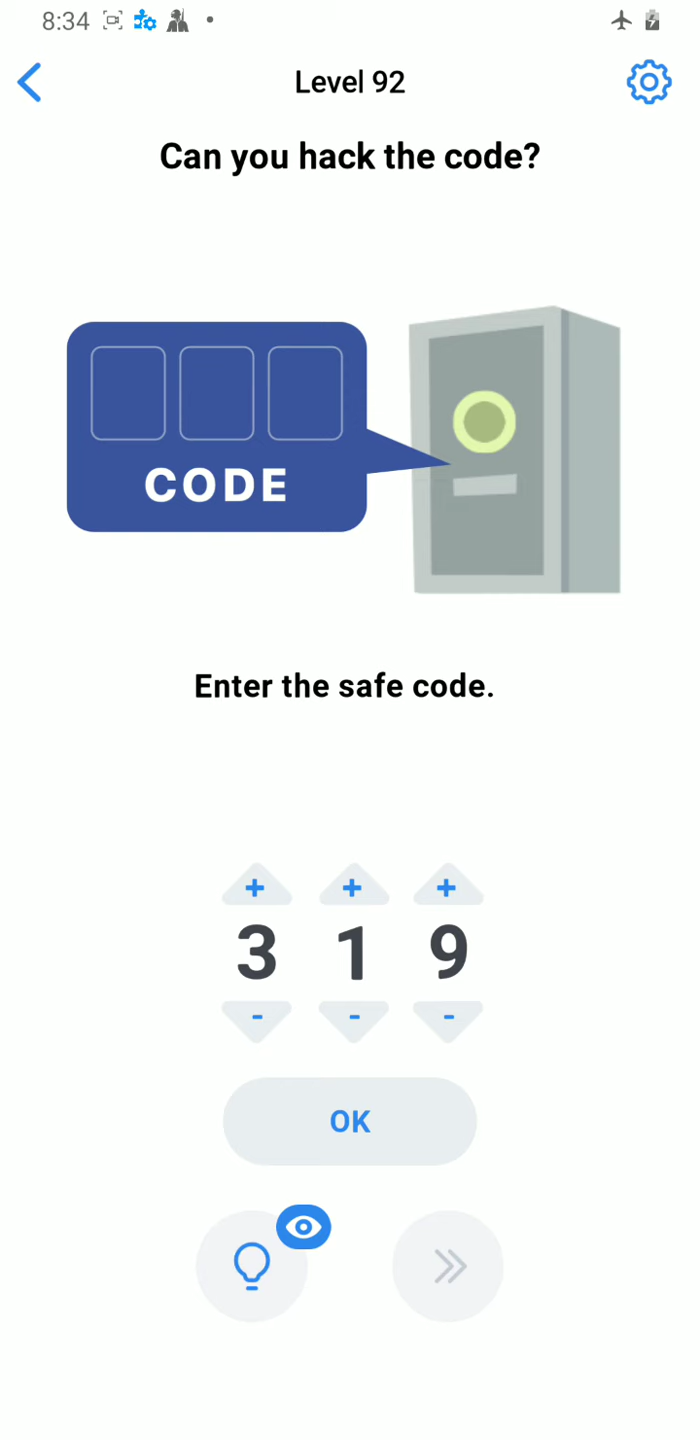 8:34
Level 92
Can you hack the code?
CODE
Enter the safe code.
+ + +
3 1 9
- - -
OK